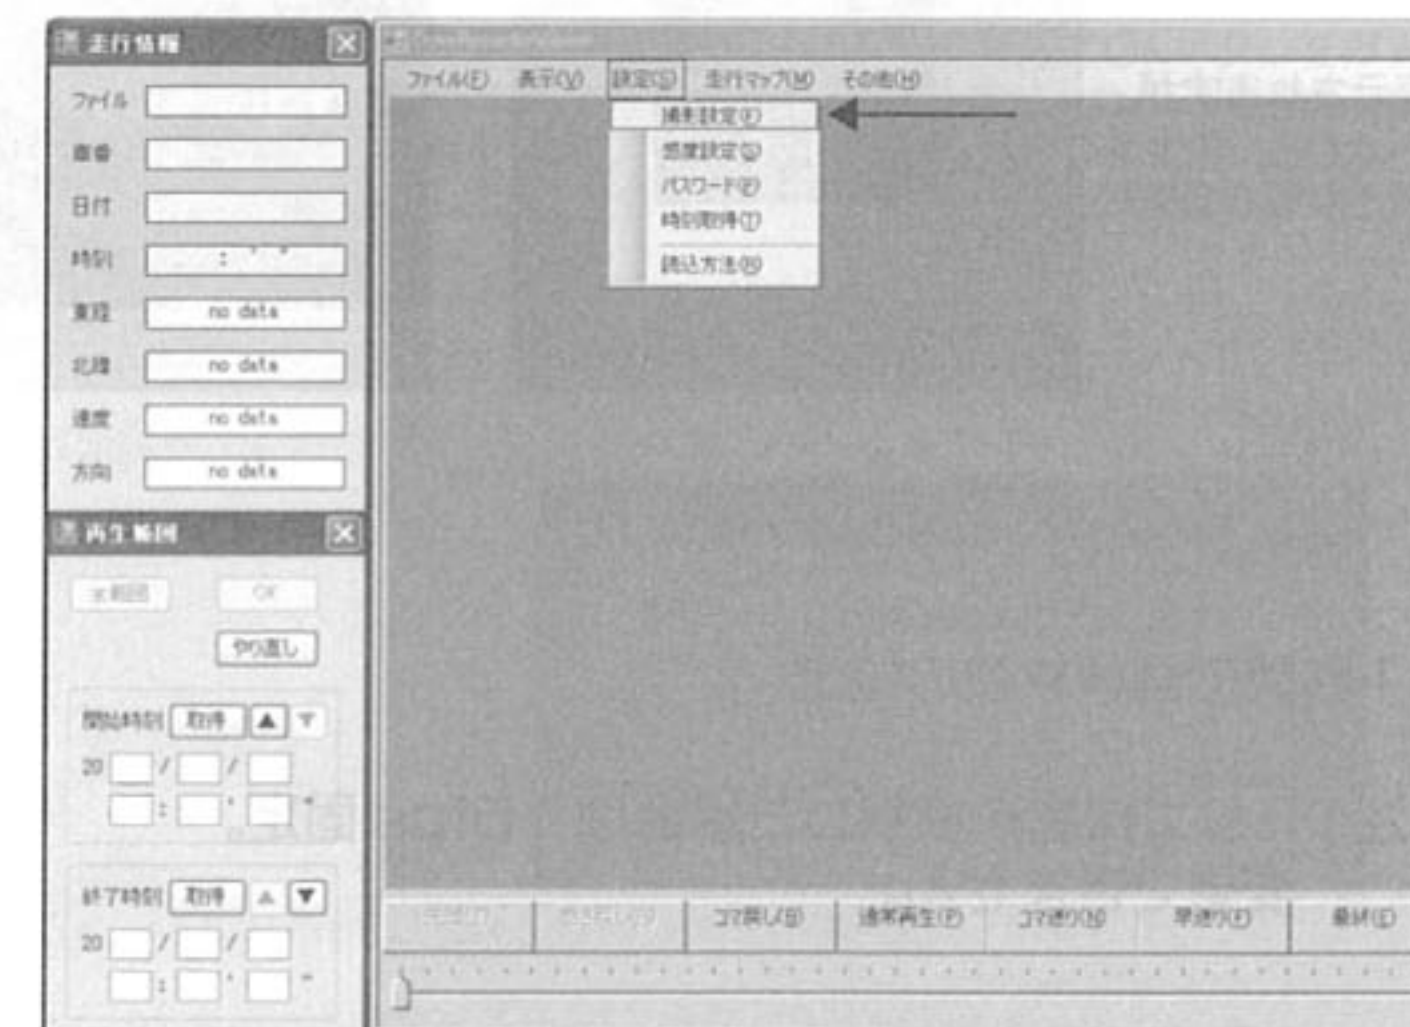 走行情報
ファイル
車番
日付
時刻 : ' "
東経 no data
北緯 no data
速度 no data
方向 no data
再生範囲
全範囲 OK
やり直し
開始時刻 取得 ▲ ▼
20 / /
: ' "
終了時刻 取得 ▲ ▼
20 / /
: ' "
ファイル(F) 表示(V) 設定(S) 走行マップ(M) その他(H)
撮影設定
感度設定
パスワード(P)
時刻取得(T)
読込方法(R)
コマ戻し(B) 通常再生(P) コマ送り(N) 早送り(F) 最終(E)